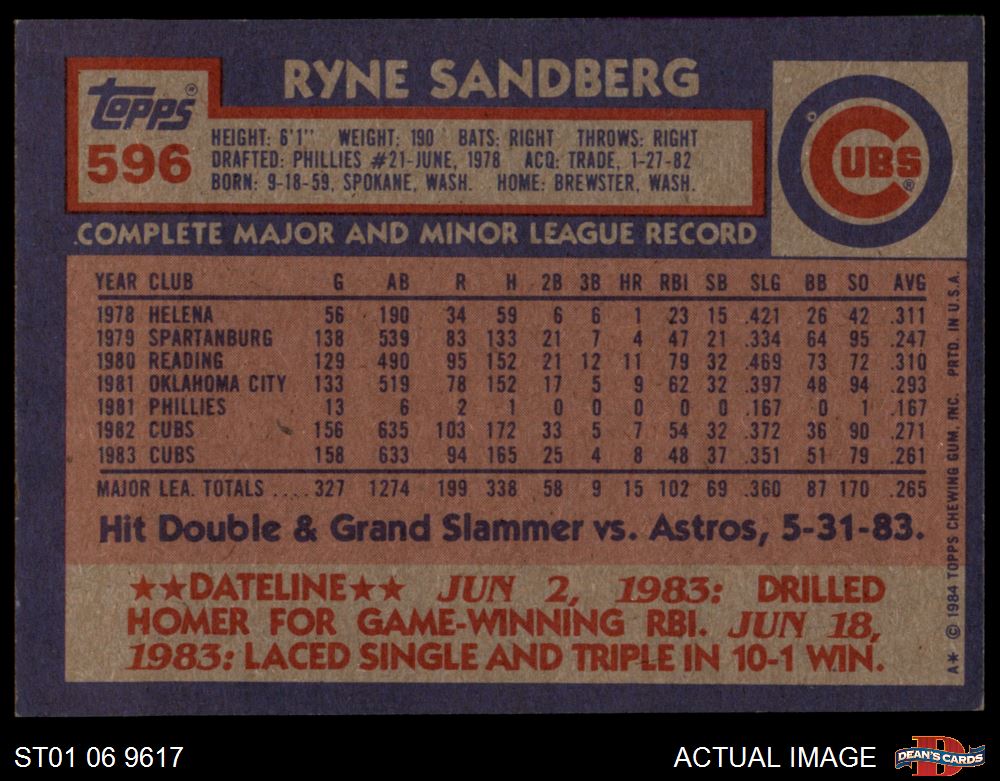 RYNE SANDBERG
Topps®
596
HEIGHT: 6'1" WEIGHT: 190 BATS: RIGHT THROWS: RIGHT
DRAFTED: PHILLIES #21-JUNE, 1978 ACQ: TRADE, 1-27-82
BORN: 9-18-59, SPOKANE, WASH. HOME: BREWSTER, WASH.
CUBS®
COMPLETE MAJOR AND MINOR LEAGUE RECORD
YEAR CLUB G AB R H 2B 3B HR RBI SB SLG BB SO AVG
1978 HELENA 56 190 34 59 6 6 1 23 15 .421 26 42 .311
1979 SPARTANBURG 138 539 83 133 21 7 4 47 21 .334 64 95 .247
1980 READING 129 490 95 152 21 12 11 79 32 .469 73 72 .310
1981 OKLAHOMA CITY 133 519 78 152 17 5 9 62 32 .397 48 94 .293
1981 PHILLIES 13 6 2 1 0 0 0 0 0 .167 0 1 .167
1982 CUBS 156 635 103 172 33 5 7 54 32 .372 36 90 .271
1983 CUBS 158 633 94 165 25 4 8 48 37 .351 51 79 .261
MAJOR LEA. TOTALS .... 327 1274 199 338 58 9 15 102 69 .360 87 170 .265
Hit Double & Grand Slammer vs. Astros, 5-31-83.
★★DATELINE★★ JUN 2, 1983: DRILLED
HOMER FOR GAME-WINNING RBI. JUN 18,
1983: LACED SINGLE AND TRIPLE IN 10-1 WIN.
A* © 1984 TOPPS CHEWING GUM, INC. PRTD. IN U.S.A.
ST01 06 9617
ACTUAL IMAGE
D
DEAN'S CARDS